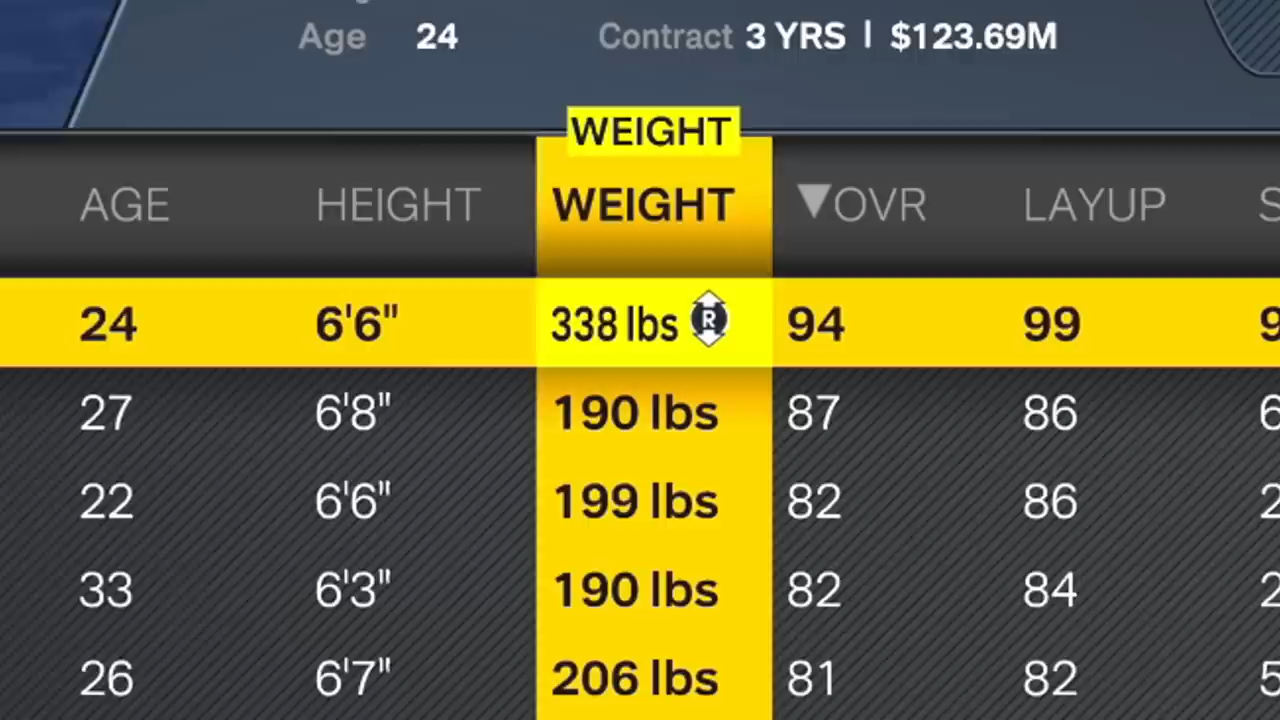 Age 24 Contract 3 YRS | $123.69M
WEIGHT
AGE HEIGHT WEIGHT ▼OVR LAYUP
24 6'6" 338 lbs R 94 99
27 6'8" 190 lbs 87 86
22 6'6" 199 lbs 82 86
33 6'3" 190 lbs 82 84
26 6'7" 206 lbs 81 82